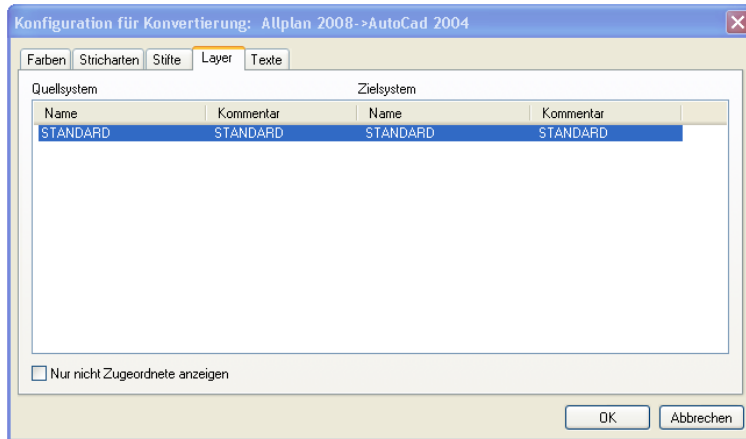 Konfiguration für Konvertierung: Allplan 2008->AutoCad 2004
Farben Stricharten Stifte Layer Texte
Quellsystem Zielsystem
Name Kommentar Name Kommentar
STANDARD STANDARD STANDARD STANDARD
Nur nicht Zugeordnete anzeigen
OK Abbrechen